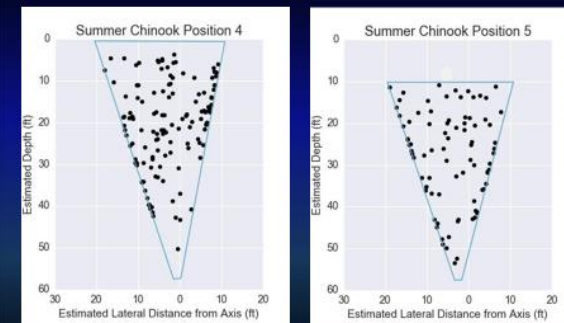 Summer Chinook Position 4
0
10
20
30
40
50
60
Estimated Depth (ft)
30 20 10 0 10 20
Estimated Lateral Distance from Axis (ft)
Summer Chinook Position 5
0
10
20
30
40
50
60
Estimated Depth (ft)
30 20 10 0 10 20
Estimated Lateral Distance from Axis (ft)